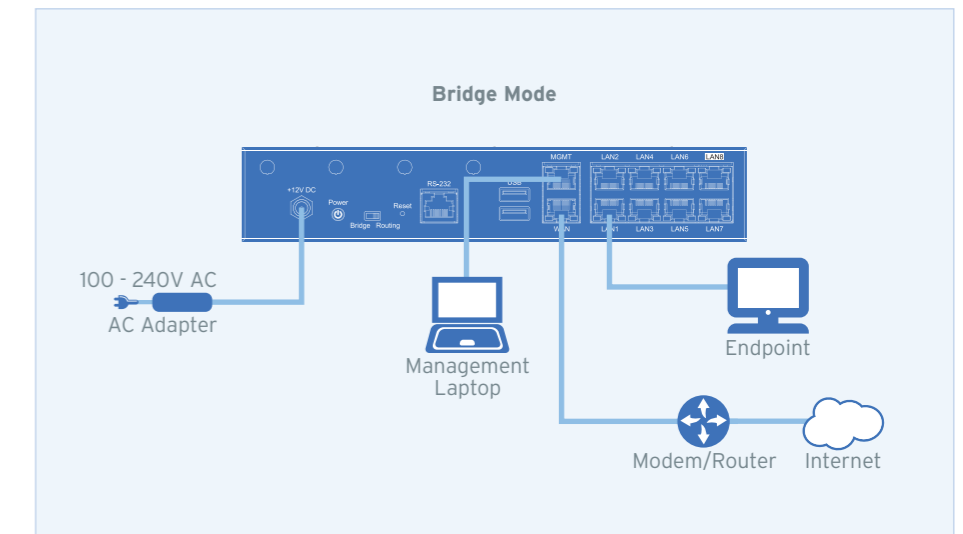 Bridge Mode
MGMT
LAN2 LAN4 LAN6 LAN8
+12V DC
Power
Reset
RS-232
USB
Bridge Routing
WAN
LAN1 LAN3 LAN5 LAN7
100 - 240V AC
AC Adapter
Management
Laptop
Endpoint
Modem/Router
Internet